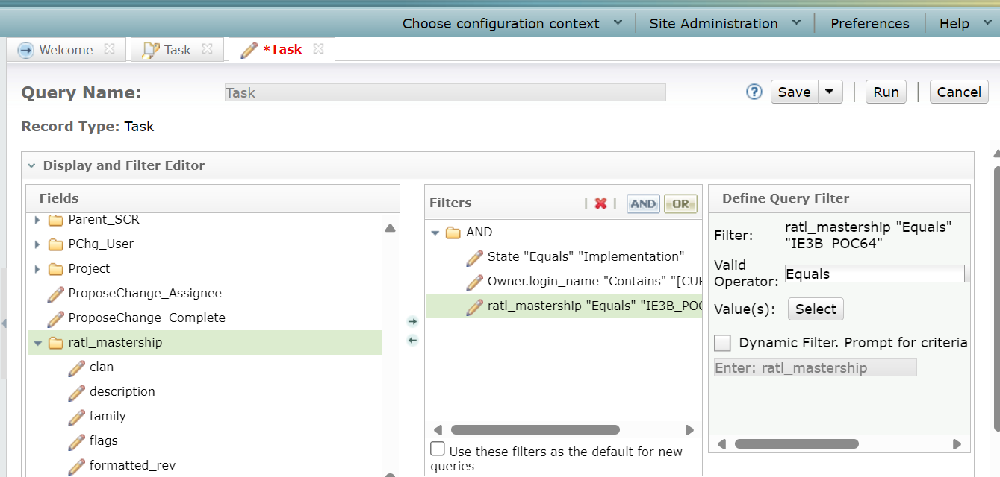 Choose configuration context Site Administration Preferences Help
Welcome Task *Task
Query Name: Task Save Run Cancel
Record Type: Task
Display and Filter Editor
Fields
Parent_SCR
PChg_User
Project
ProposeChange_Assignee
ProposeChange_Complete
ratl_mastership
clan
description
family
flags
formatted_rev
Filters AND OR
AND
State "Equals" "Implementation"
Owner.login_name "Contains" "[CUR
ratl_mastership "Equals" "IE3B_POC
Use these filters as the default for new
queries
Define Query Filter
Filter: ratl_mastership "Equals"
"IE3B_POC64"
Valid
Operator: Equals
Value(s): Select
Dynamic Filter. Prompt for criteria
Enter: ratl_mastership